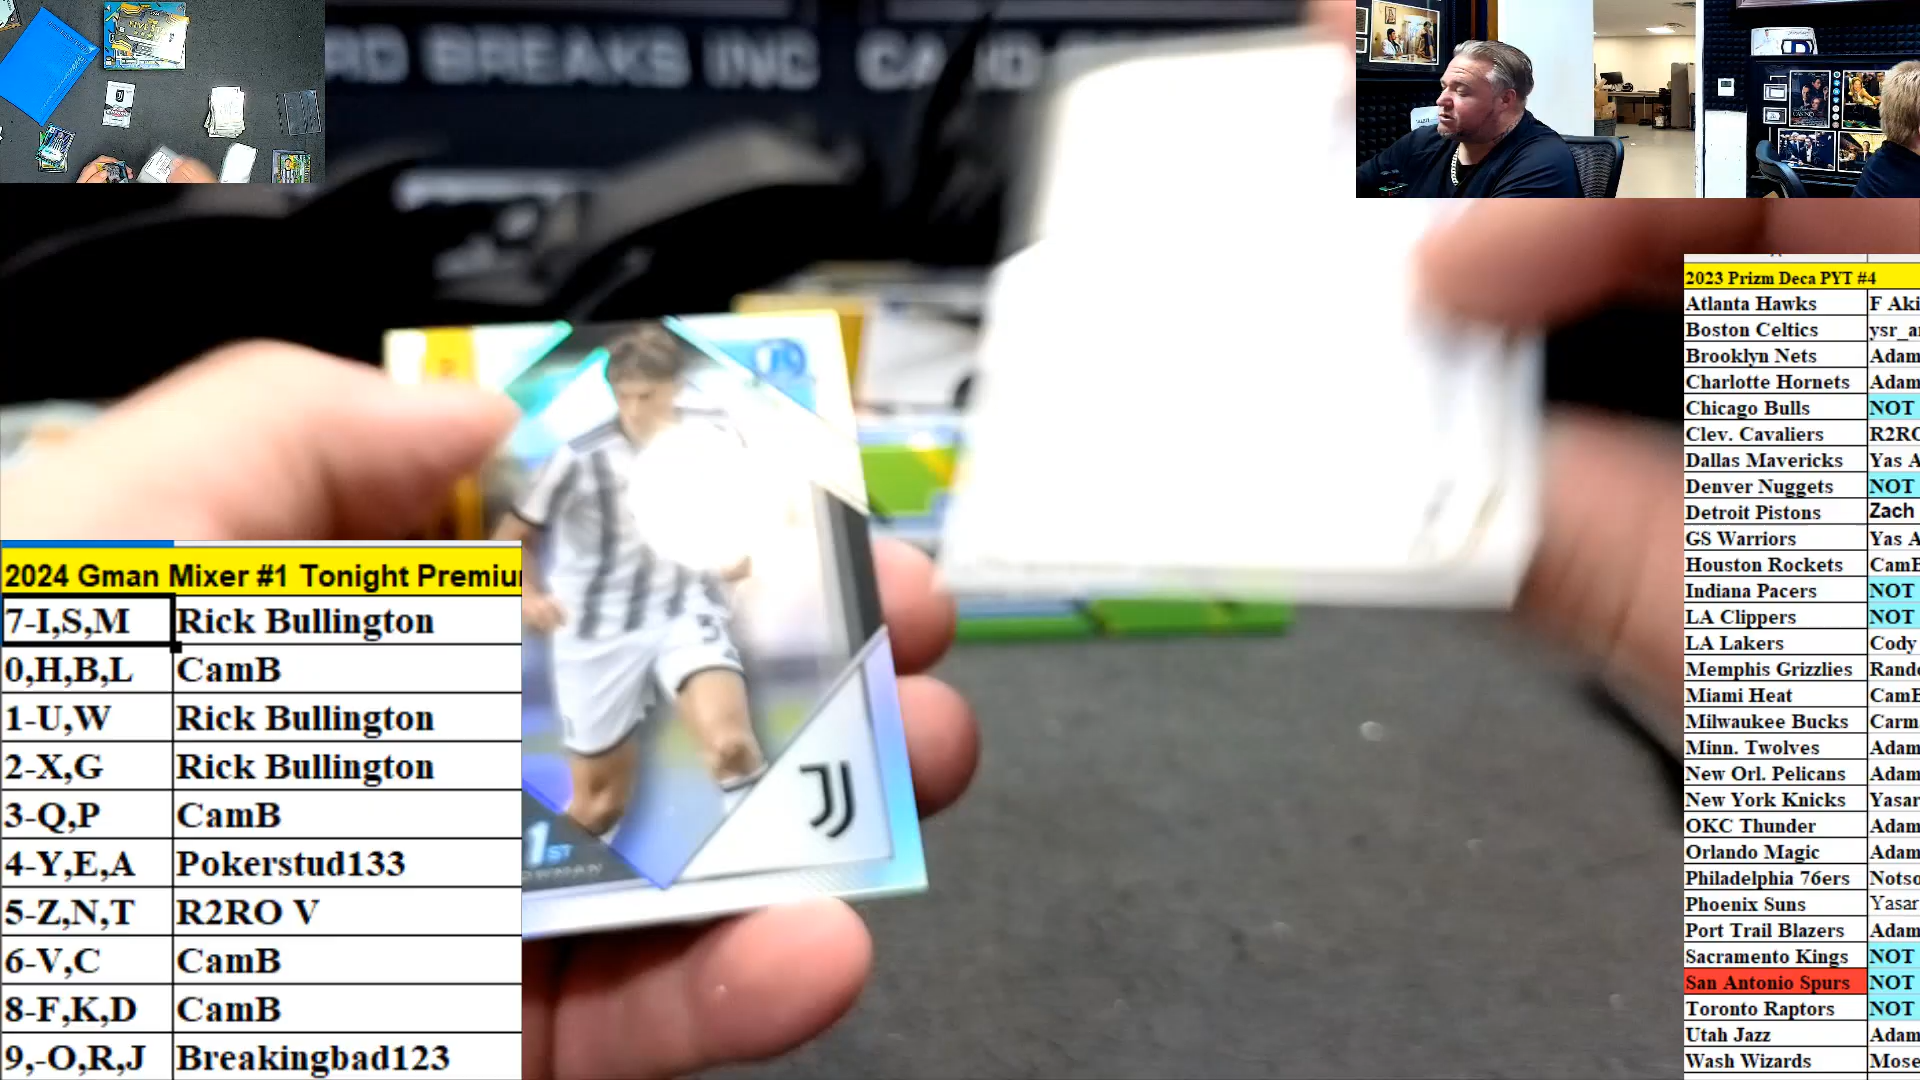 RD BREAKS INC CA
1ST
2024 Gman Mixer #1 Tonight Premiu
7-I,S,M Rick Bullington
0,H,B,L CamB
1-U,W Rick Bullington
2-X,G Rick Bullington
3-Q,P CamB
4-Y,E,A Pokerstud133
5-Z,N,T R2RO V
6-V,C CamB
8-F,K,D CamB
9,-O,R,J Breakingbad123
2023 Prizm Deca PYT #4
Atlanta Hawks F Aki
Boston Celtics ysr_a
Brooklyn Nets Adam
Charlotte Hornets Adam
Chicago Bulls NOT
Clev. Cavaliers R2RO
Dallas Mavericks Yas A
Denver Nuggets NOT
Detroit Pistons Zach
GS Warriors Yas A
Houston Rockets CamB
Indiana Pacers NOT
LA Clippers NOT
LA Lakers Cody
Memphis Grizzlies Rand
Miami Heat CamB
Milwaukee Bucks Carm
Minn. Twolves Adam
New Orl. Pelicans Adam
New York Knicks Yasar
OKC Thunder Adam
Orlando Magic Adam
Philadelphia 76ers Notso
Phoenix Suns Yasar
Port Trail Blazers Adam
Sacramento Kings NOT
San Antonio Spurs NOT
Toronto Raptors NOT
Utah Jazz Adam
Wash Wizards Mose